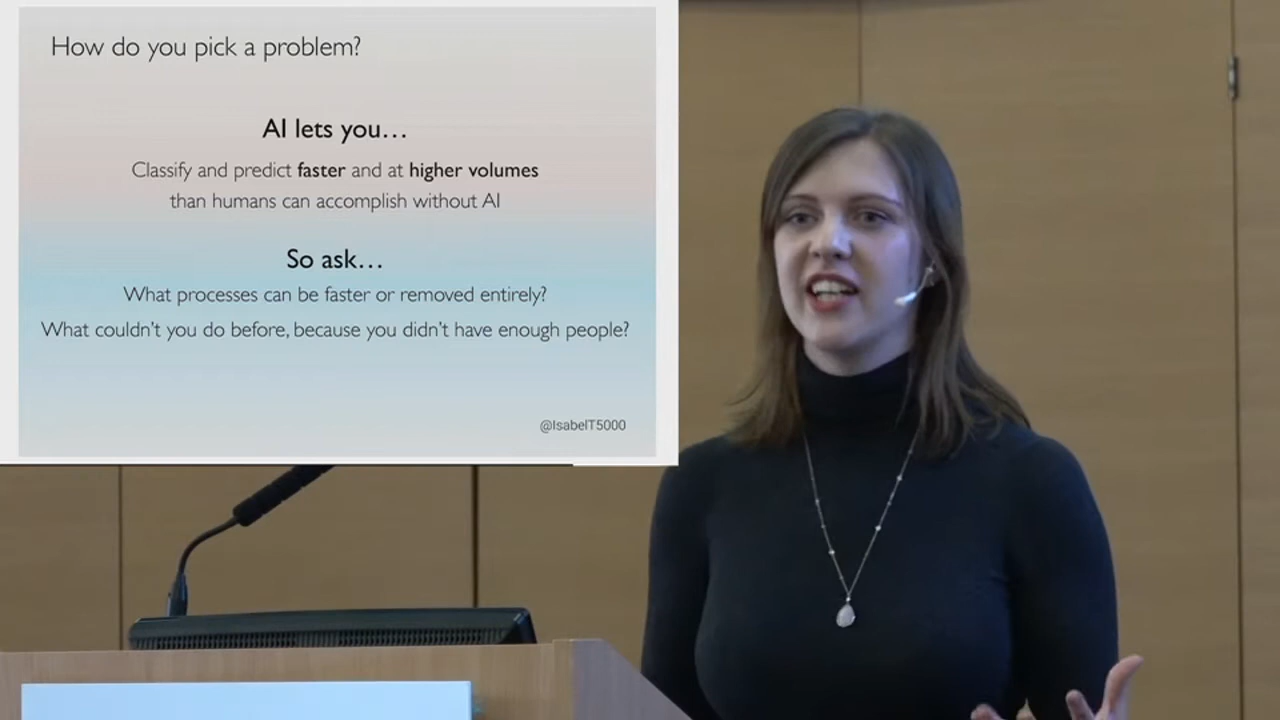 How do you pick a problem?
AI lets you…
Classify and predict faster and at higher volumes
than humans can accomplish without AI
So ask…
What processes can be faster or removed entirely?
What couldn't you do before, because you didn't have enough people?
@IsabelT5000